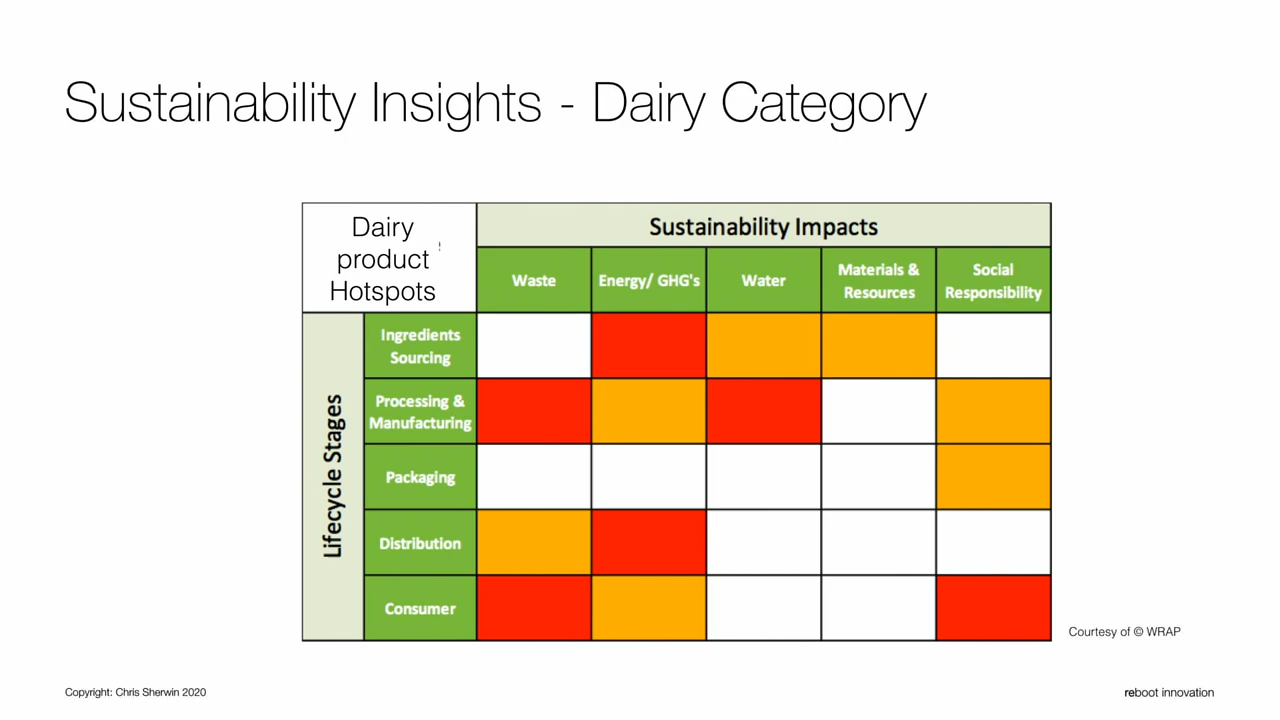 Sustainability Insights - Dairy Category
Dairy
product
Hotspots
Sustainability Impacts
Waste
Energy/ GHG's
Water
Materials &
Resources
Social
Responsibility
Lifecycle Stages
Ingredients
Sourcing
Processing &
Manufacturing
Packaging
Distribution
Consumer
Courtesy of © WRAP
Copyright: Chris Sherwin 2020
reboot innovation